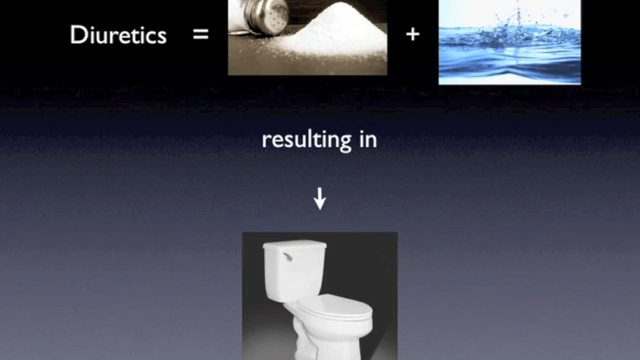 Diuretics = +
resulting in
↓